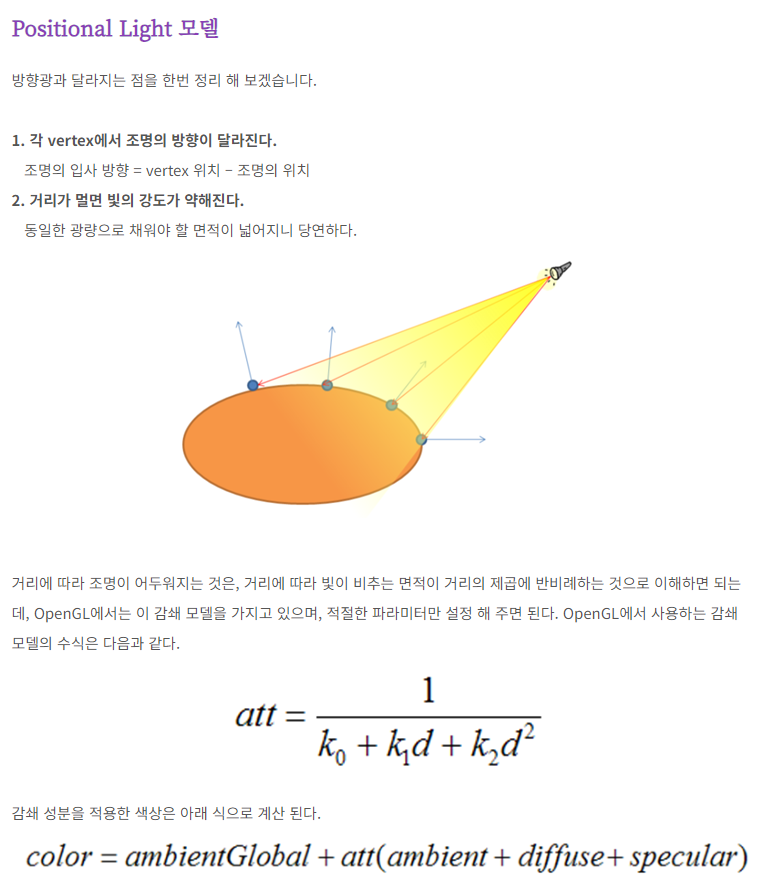 Positional Light 모델
방향광과 달라지는 점을 한번 정리 해 보겠습니다.
1. 각 vertex에서 조명의 방향이 달라진다.
조명의 입사 방향 = vertex 위치 – 조명의 위치
2. 거리가 멀면 빛의 강도가 약해진다.
동일한 광량으로 채워야 할 면적이 넓어지니 당연하다.
거리에 따라 조명이 어두워지는 것은, 거리에 따라 빛이 비추는 면적이 거리의 제곱에 반비례하는 것으로 이해하면 되는
데, OpenGL에서는 이 감쇄 모델을 가지고 있으며, 적절한 파라미터만 설정 해 주면 된다. OpenGL에서 사용하는 감쇄
모델의 수식은 다음과 같다.
att = 1 / (k₀ + k₁d + k₂d²)
감쇄 성분을 적용한 색상은 아래 식으로 계산 된다.
color = ambientGlobal + att(ambient + diffuse + specular)